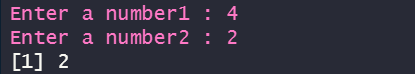 Enter a number1 : 4
Enter a number2 : 2
[1] 2